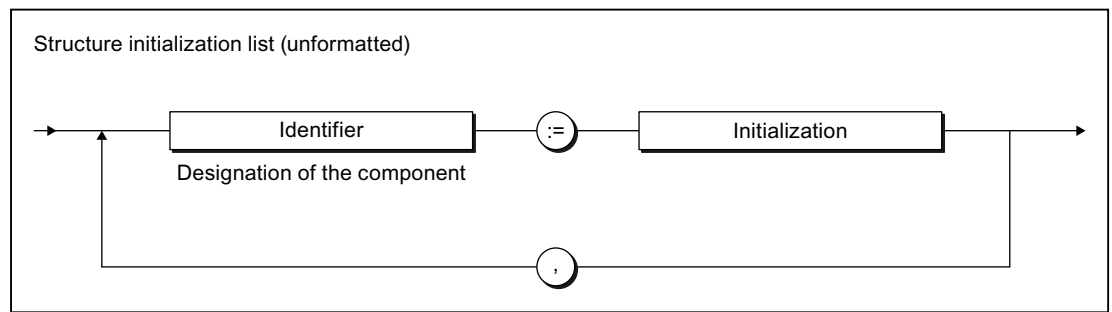 Structure initialization list (unformatted)
Identifier := Initialization
Designation of the component
,